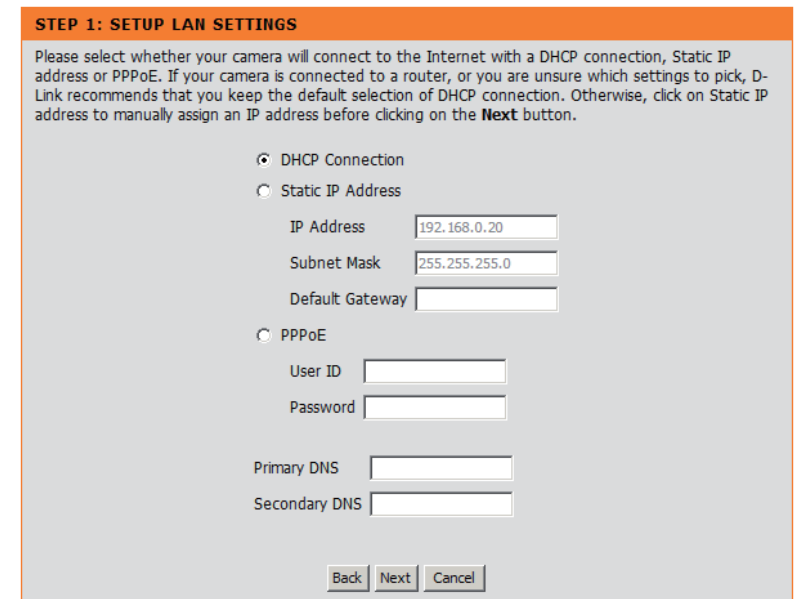 STEP 1: SETUP LAN SETTINGS
Please select whether your camera will connect to the Internet with a DHCP connection, Static IP
address or PPPoE. If your camera is connected to a router, or you are unsure which settings to pick, D-
Link recommends that you keep the default selection of DHCP connection. Otherwise, click on Static IP
address to manually assign an IP address before clicking on the Next button.
DHCP Connection
Static IP Address
IP Address 192.168.0.20
Subnet Mask 255.255.255.0
Default Gateway
PPPoE
User ID
Password
Primary DNS
Secondary DNS
Back Next Cancel